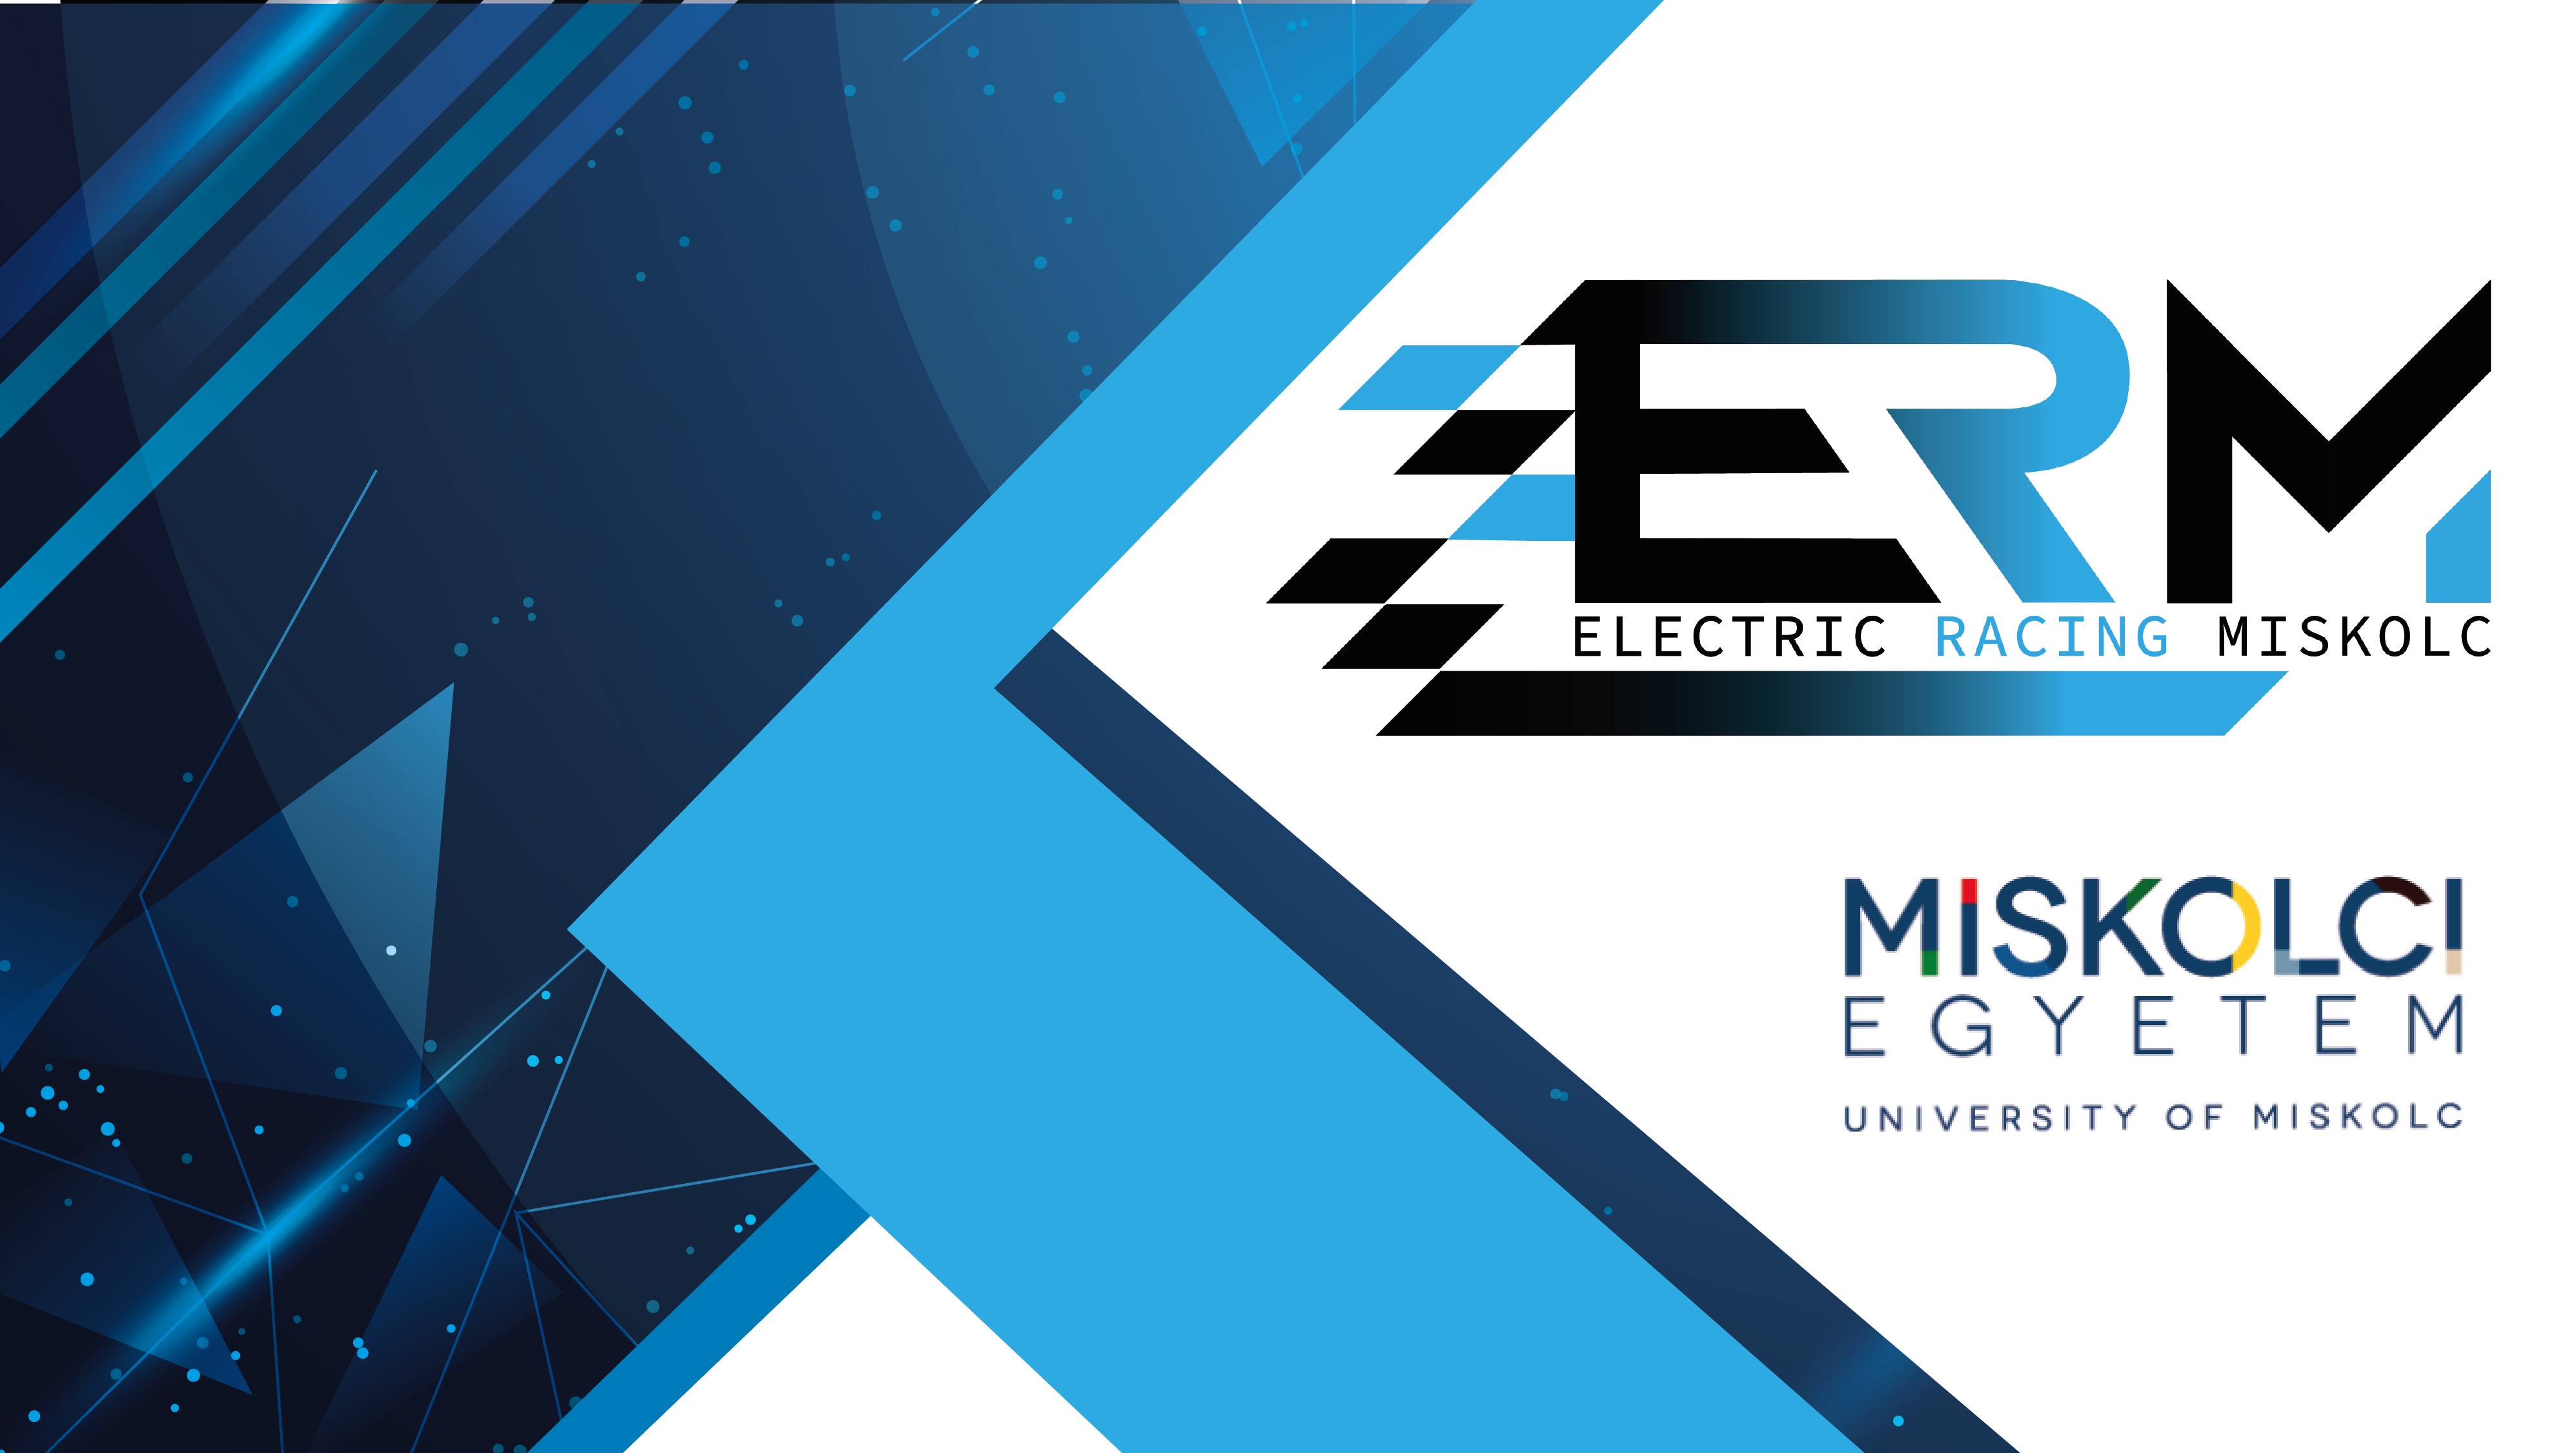 ERM
ELECTRIC RACING MISKOLC
MISKOLCI
EGYETEM
UNIVERSITY OF MISKOLC